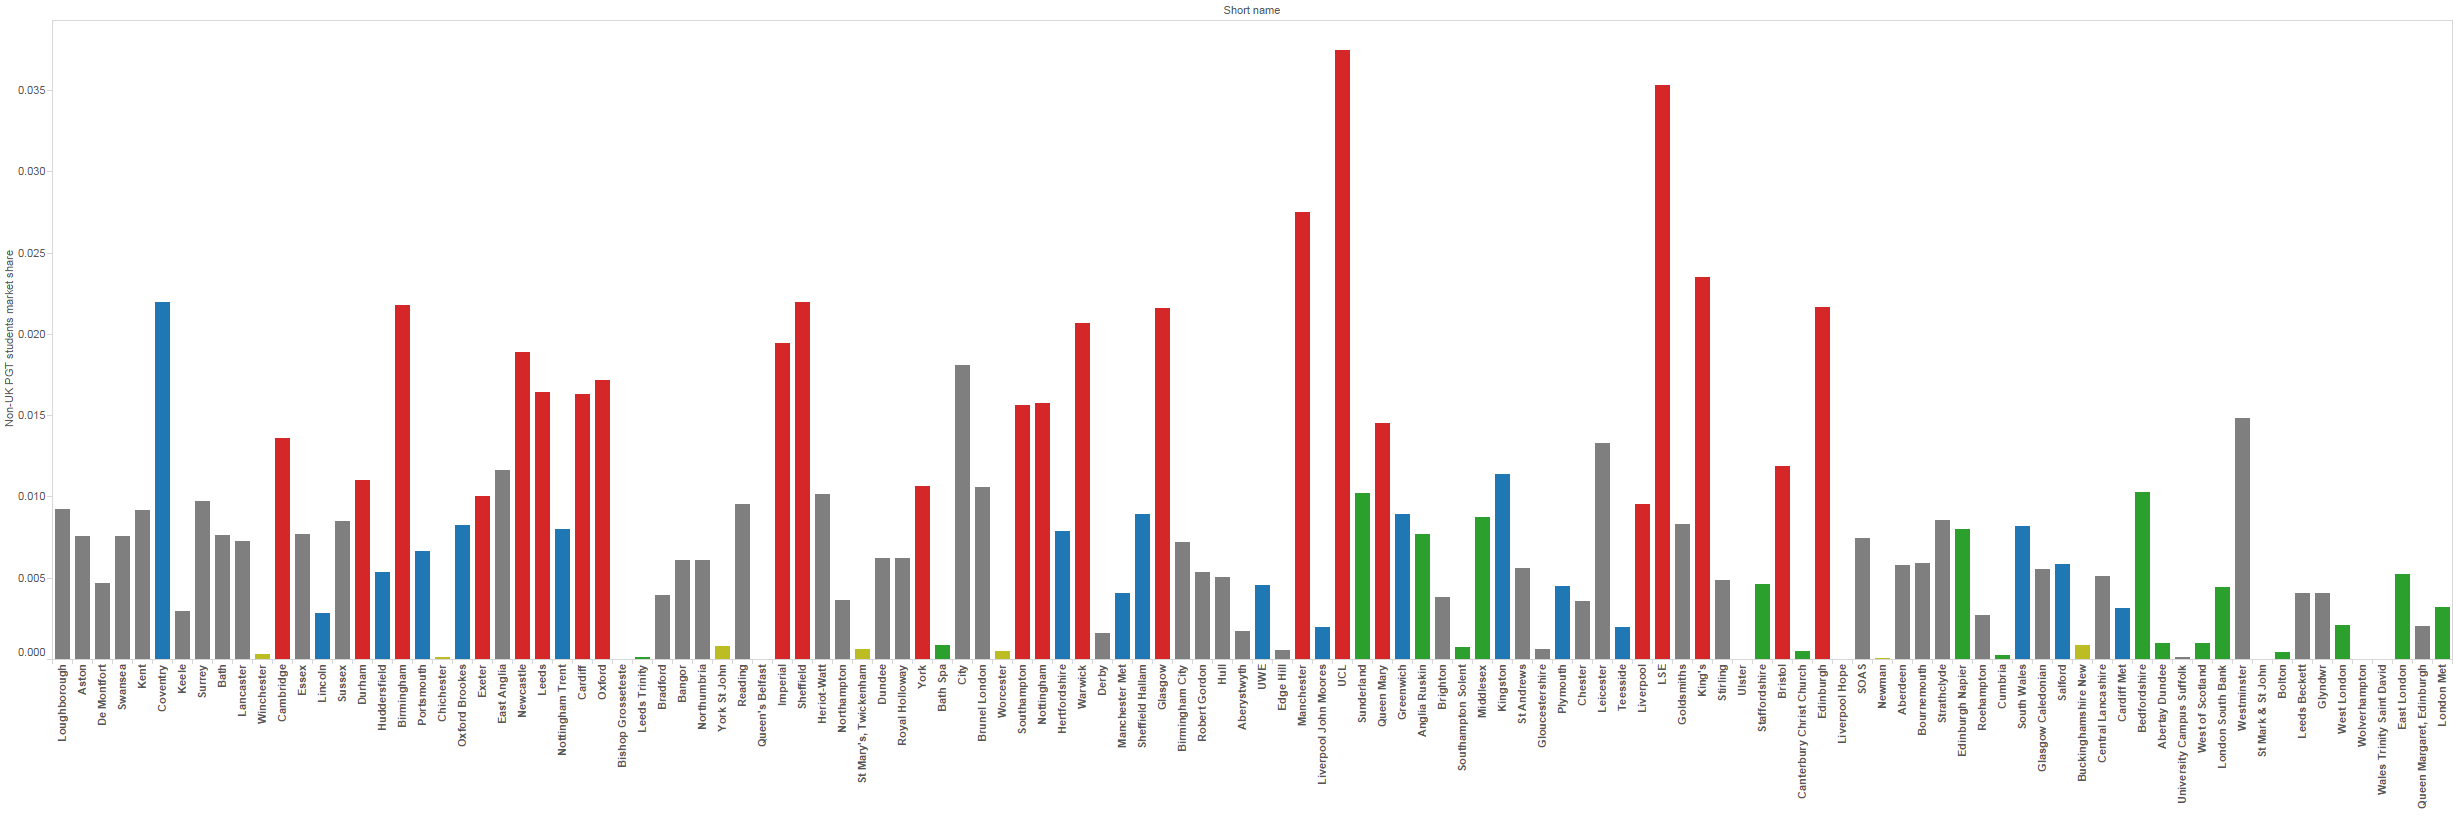 Short name
Non-UK PGT students market share
0.035
0.030
0.025
0.020
0.015
0.010
0.005
0.000
Loughborough
Aston
De Montfort
Swansea
Kent
Coventry
Keele
Surrey
Bath
Lancaster
Winchester
Cambridge
Essex
Lincoln
Sussex
Durham
Huddersfield
Birmingham
Portsmouth
Chichester
Oxford Brookes
Exeter
East Anglia
Newcastle
Leeds
Nottingham Trent
Cardiff
Oxford
Bishop Grosseteste
Leeds Trinity
Bradford
Bangor
Northumbria
York St John
Reading
Queen's Belfast
Imperial
Sheffield
Heriot-Watt
Northampton
St Mary's, Twickenham
Dundee
Royal Holloway
York
Bath Spa
City
Brunel London
Worcester
Southampton
Nottingham
Hertfordshire
Warwick
Derby
Manchester Met
Sheffield Hallam
Glasgow
Birmingham City
Robert Gordon
Hull
Aberystwyth
UWE
Edge Hill
Manchester
Liverpool John Moores
UCL
Sunderland
Queen Mary
Greenwich
Anglia Ruskin
Brighton
Southampton Solent
Middlesex
Kingston
St Andrews
Gloucestershire
Plymouth
Chester
Leicester
Teesside
Liverpool
LSE
Goldsmiths
King's
Stirling
Ulster
Staffordshire
Bristol
Canterbury Christ Church
Edinburgh
Liverpool Hope
SOAS
Newman
Aberdeen
Bournemouth
Strathclyde
Edinburgh Napier
Roehampton
Cumbria
South Wales
Glasgow Caledonian
Salford
Buckinghamshire New
Central Lancashire
Cardiff Met
Bedfordshire
Abertay Dundee
University Campus Suffolk
West of Scotland
London South Bank
Westminster
St Mark & St John
Bolton
Leeds Beckett
Glyndwr
West London
Wolverhampton
Wales Trinity Saint David
East London
Queen Margaret, Edinburgh
London Met